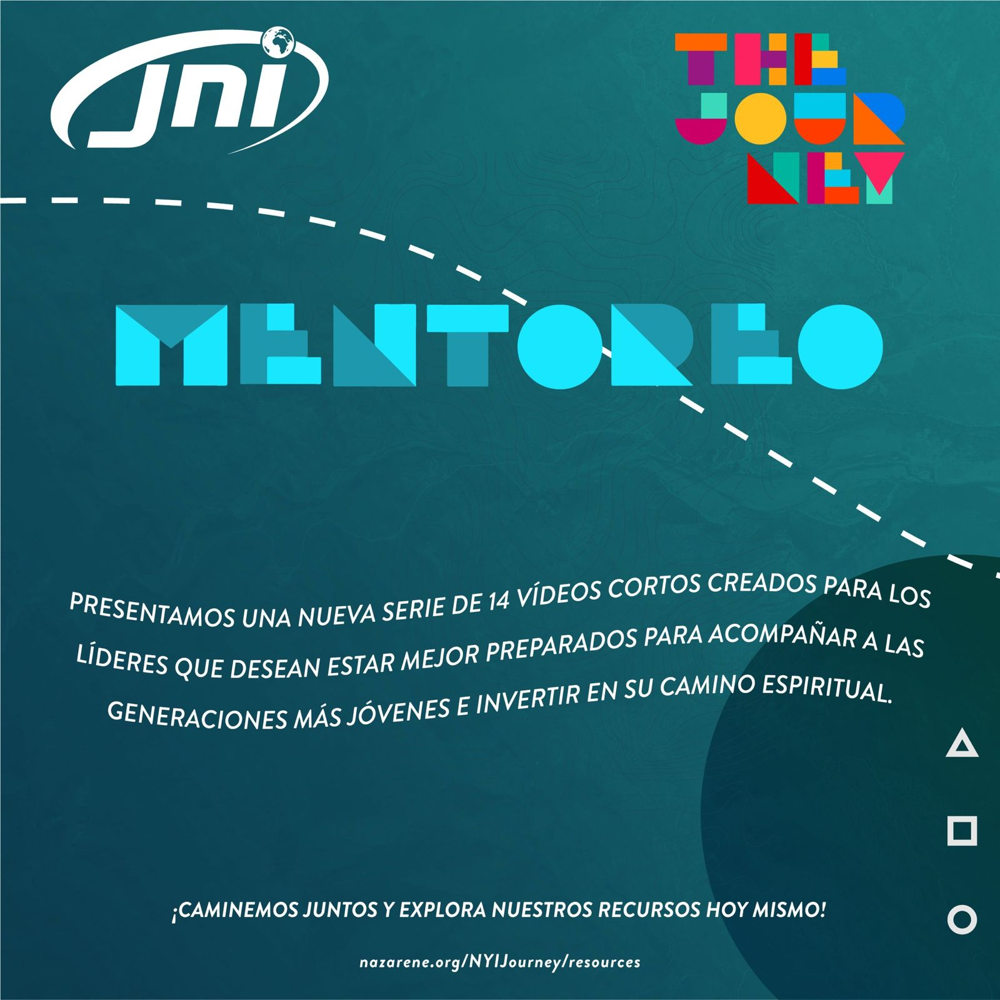 JNI
THE
JOUR
NEY
MENTOREO
PRESENTAMOS UNA NUEVA SERIE DE 14 VÍDEOS CORTOS CREADOS PARA LOS
LÍDERES QUE DESEAN ESTAR MEJOR PREPARADOS PARA ACOMPAÑAR A LAS
GENERACIONES MÁS JÓVENES E INVERTIR EN SU CAMINO ESPIRITUAL.
¡CAMINEMOS JUNTOS Y EXPLORA NUESTROS RECURSOS HOY MISMO!
nazarene.org/NYIJourney/resources